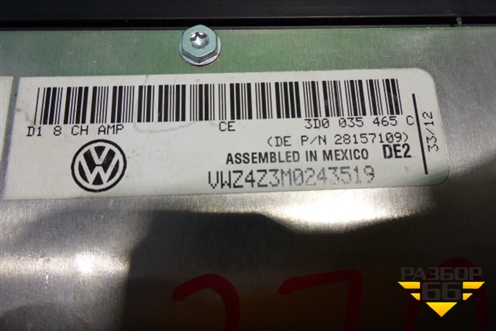 D1 8 CH AMP CE 3D0 035 465 C
(DE P/N 28157109)
ASSEMBLED IN MEXICO DE2
VWZ4Z3M0243519
33/12
270
РАЗБОР
66